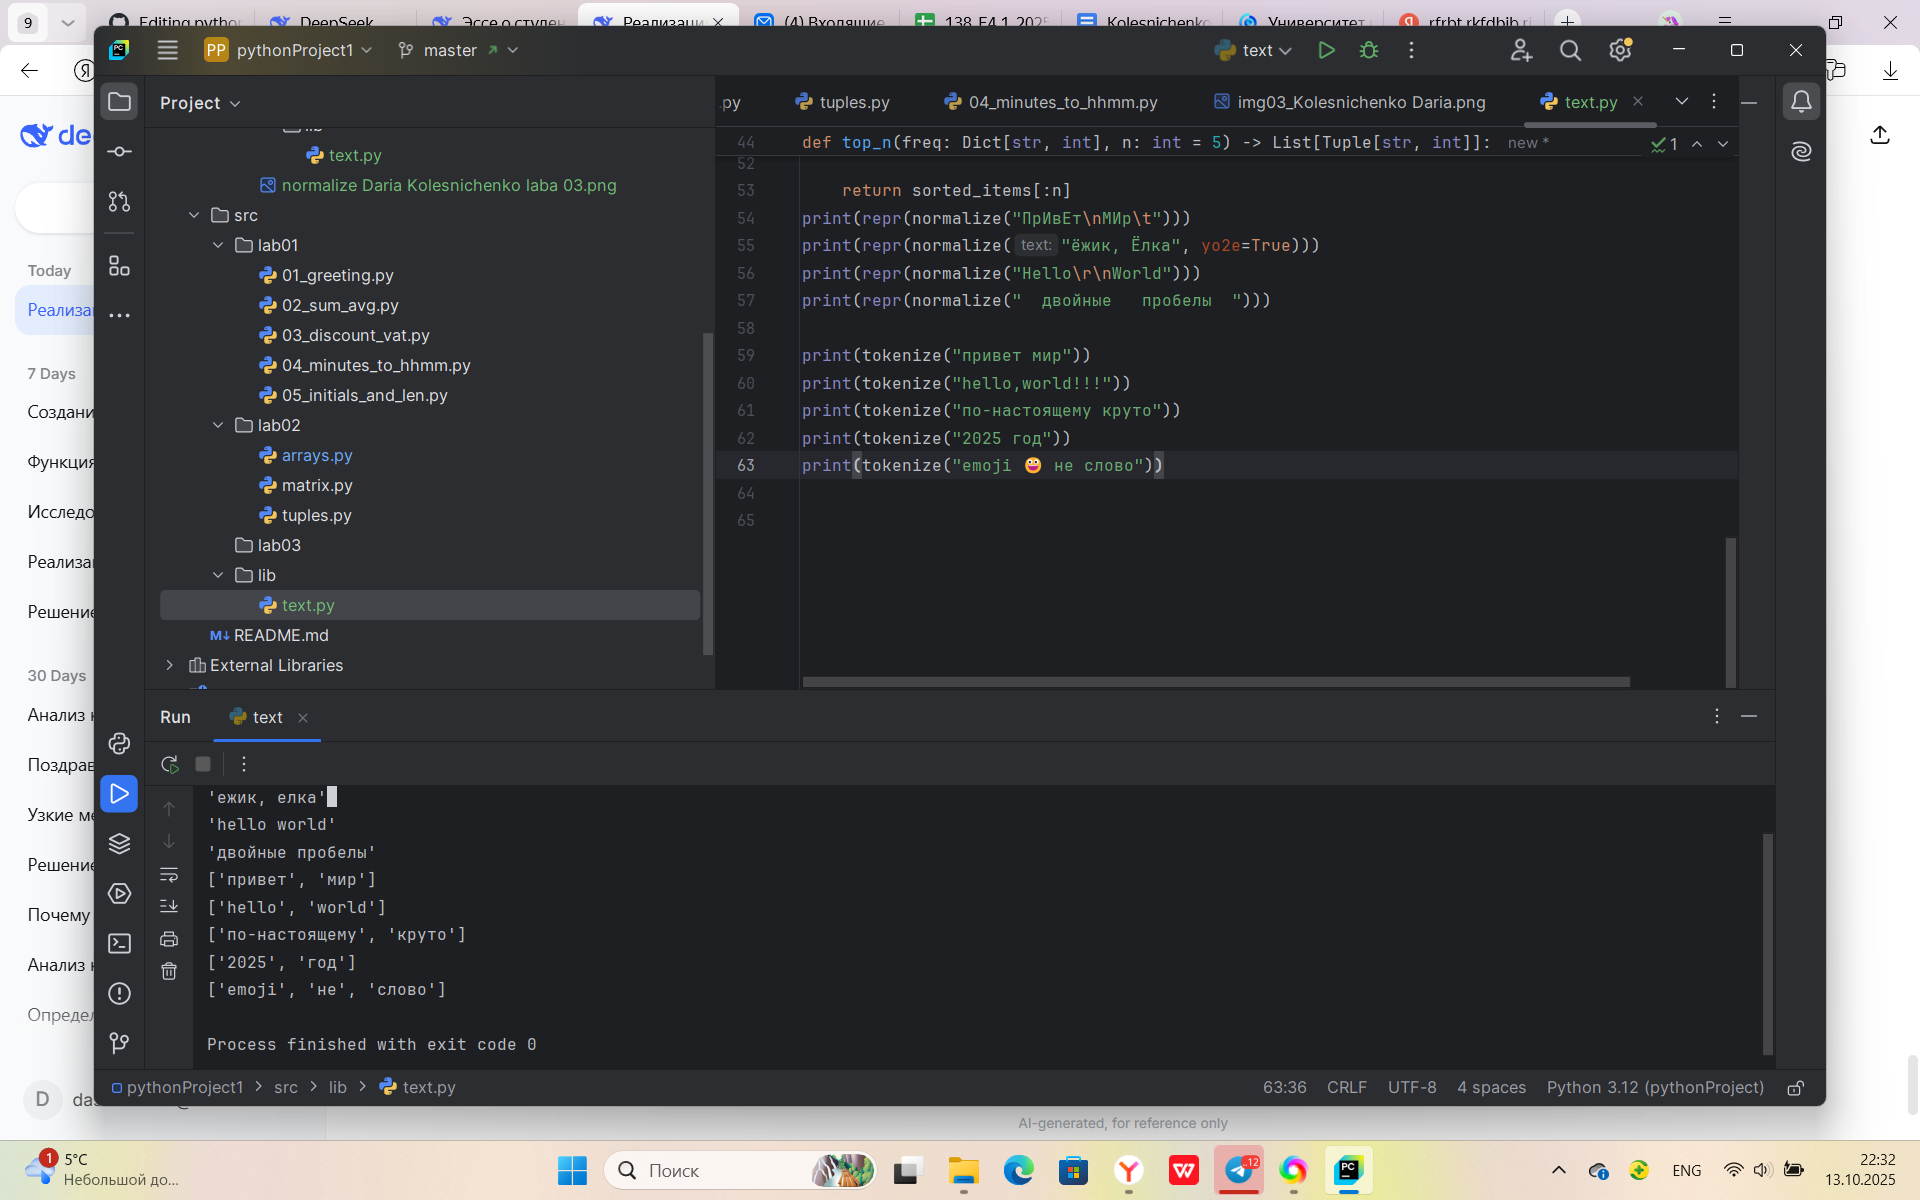 9
Editing pytho
DeepSeek
Эссе о студен
Реализаци
(4) Входящие
138_F4.1_2025
Kolesnichenko
Университет
rfrbt rkfdbib ri
PP pythonProject1
master
text
Project
.py
tuples.py
04_minutes_to_hhmm.py
img03_Kolesnichenko Daria.png
text.py
dee
Today
Реализа
7 Days
Создани
Функция
Исследо
Реализа
Решение
30 Days
Анализ к
Поздрав
Узкие ме
Решение
Почему
Анализ к
Определ
D
da
lib
text.py
normalize Daria Kolesnichenko laba 03.png
src
lab01
01_greeting.py
02_sum_avg.py
03_discount_vat.py
04_minutes_to_hhmm.py
05_initials_and_len.py
lab02
arrays.py
matrix.py
tuples.py
lab03
lib
text.py
M↓ README.md
External Libraries
44 def top_n(freq: Dict[str, int], n: int = 5) -> List[Tuple[str, int]]: new *
1
52
53 return sorted_items[:n]
54 print(repr(normalize("ПрИвЕт\nМИр\t")))
55 print(repr(normalize( text: "ёжик, Ёлка", yo2e=True)))
56 print(repr(normalize("Hello\r\nWorld")))
57 print(repr(normalize("  двойные   пробелы  ")))
58
59 print(tokenize("привет мир"))
60 print(tokenize("hello,world!!!"))
61 print(tokenize("по-настоящему круто"))
62 print(tokenize("2025 год"))
63 print(tokenize("emoji 😀 не слово"))
64
65
Run
text
'ежик, елка'
'hello world'
'двойные пробелы'
['привет', 'мир']
['hello', 'world']
['по-настоящему', 'круто']
['2025', 'год']
['emoji', 'не', 'слово']
Process finished with exit code 0
pythonProject1 > src > lib > text.py
63:36 CRLF UTF-8 4 spaces Python 3.12 (pythonProject)
AI-generated, for reference only
1
5°C
Небольшой до...
Поиск
12
PC
ENG
22:32
13.10.2025